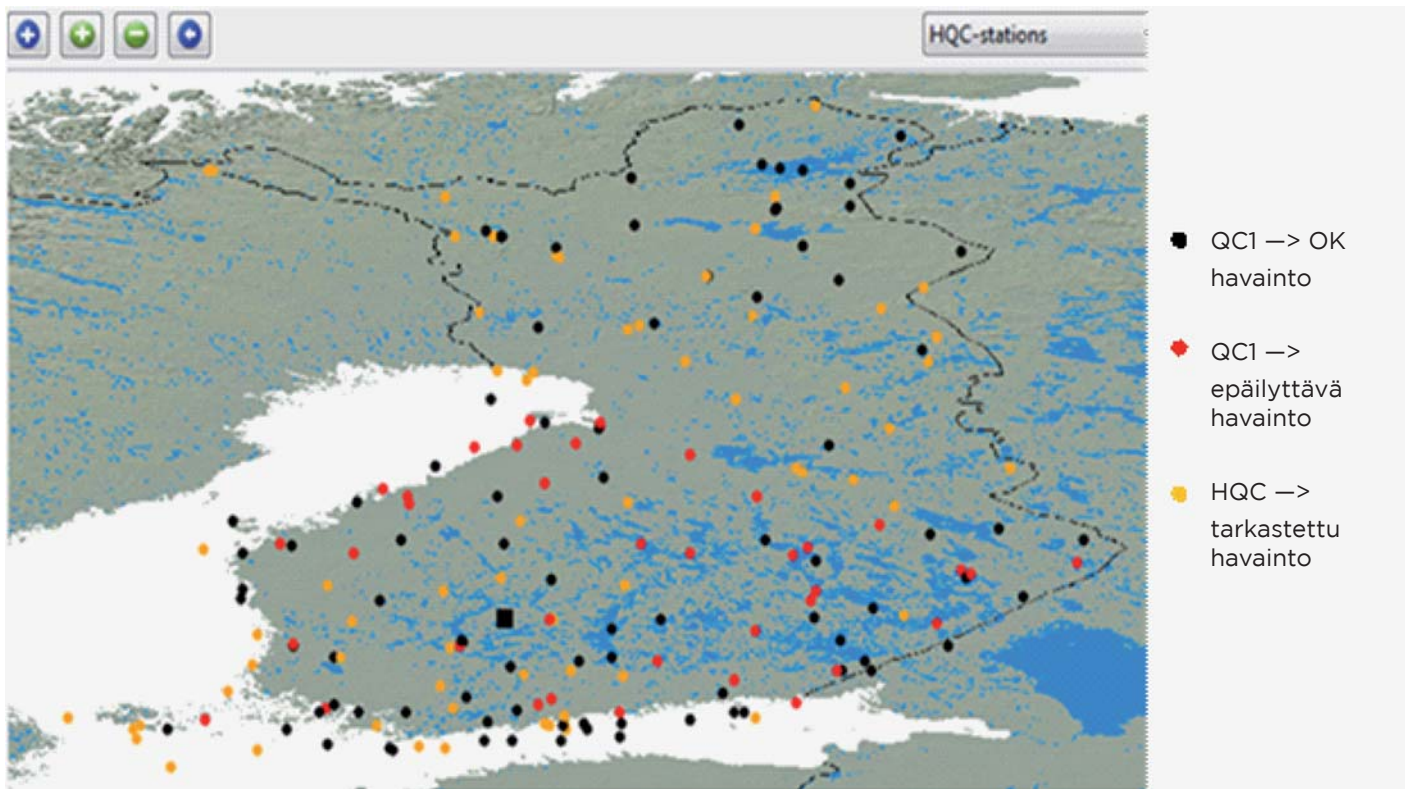 HQC-stations
QC1 —> OK
havainto
QC1 —>
epäilyttävä
havainto
HQC —>
tarkastettu
havainto